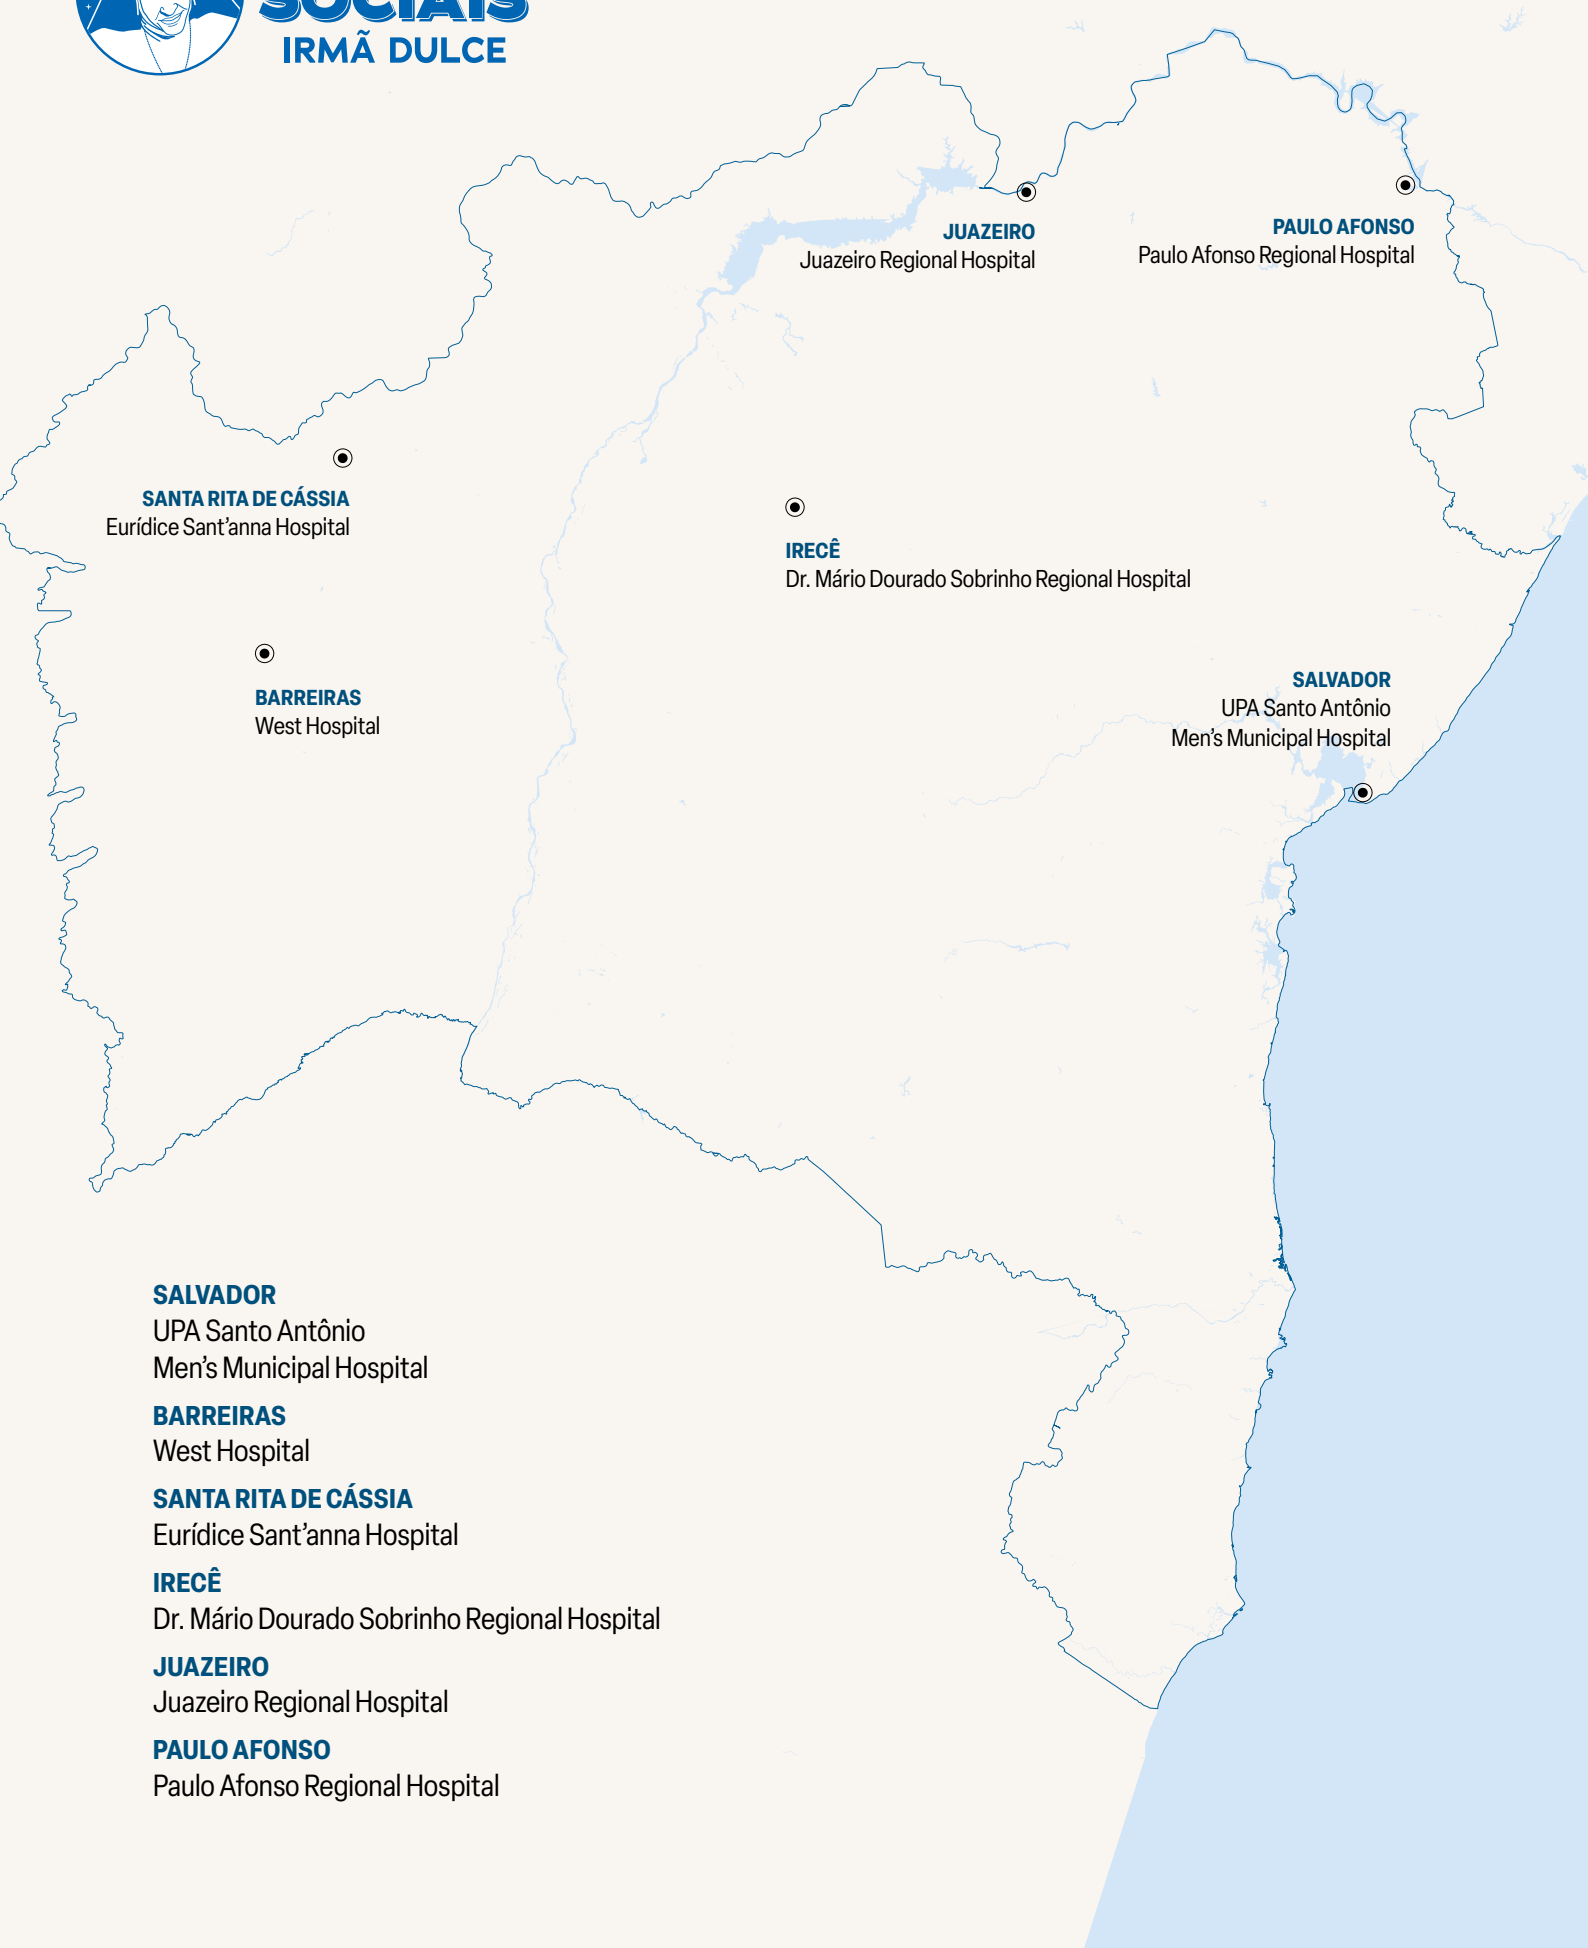 SOCIAIS
IRMÃ DULCE
JUAZEIRO
Juazeiro Regional Hospital
PAULO AFONSO
Paulo Afonso Regional Hospital
SANTA RITA DE CÁSSIA
Eurídice Sant’anna Hospital
IRECÊ
Dr. Mário Dourado Sobrinho Regional Hospital
BARREIRAS
West Hospital
SALVADOR
UPA Santo Antônio
Men’s Municipal Hospital
SALVADOR
UPA Santo Antônio
Men’s Municipal Hospital
BARREIRAS
West Hospital
SANTA RITA DE CÁSSIA
Eurídice Sant’anna Hospital
IRECÊ
Dr. Mário Dourado Sobrinho Regional Hospital
JUAZEIRO
Juazeiro Regional Hospital
PAULO AFONSO
Paulo Afonso Regional Hospital